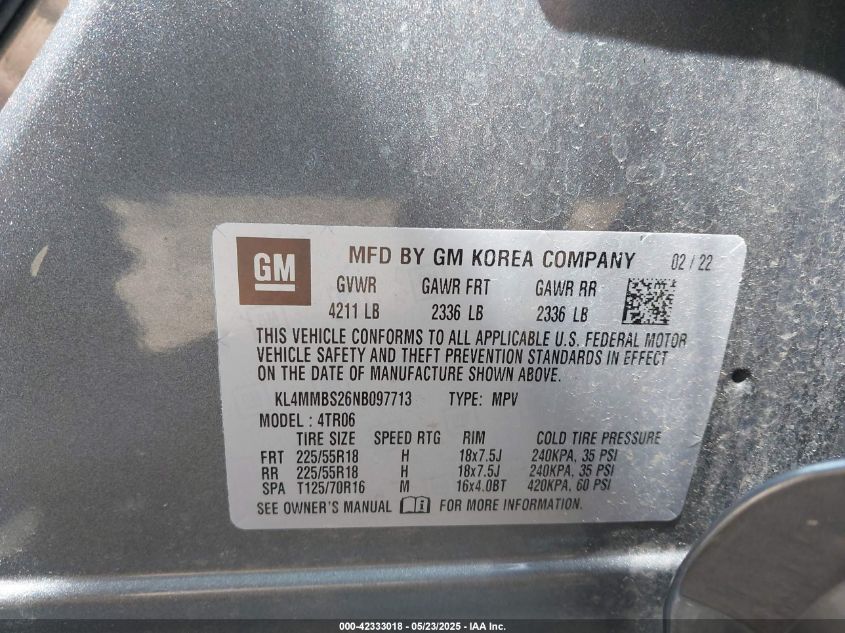 GM
MFD BY GM KOREA COMPANY 02 / 22
GVWR GAWR FRT GAWR RR
4211 LB 2336 LB 2336 LB
THIS VEHICLE CONFORMS TO ALL APPLICABLE U.S. FEDERAL MOTOR
VEHICLE SAFETY AND THEFT PREVENTION STANDARDS IN EFFECT
ON THE DATE OF MANUFACTURE SHOWN ABOVE.
KL4MMBS26NB097713 TYPE: MPV
MODEL : 4TR06
TIRE SIZE SPEED RTG RIM COLD TIRE PRESSURE
FRT 225/55R18 H 18x7.5J 240KPA, 35 PSI
RR 225/55R18 H 18x7.5J 240KPA, 35 PSI
SPA T125/70R16 M 16x4.0BT 420KPA, 60 PSI
SEE OWNER'S MANUAL FOR MORE INFORMATION.
000-42333018 - 05/23/2025 - IAA Inc.